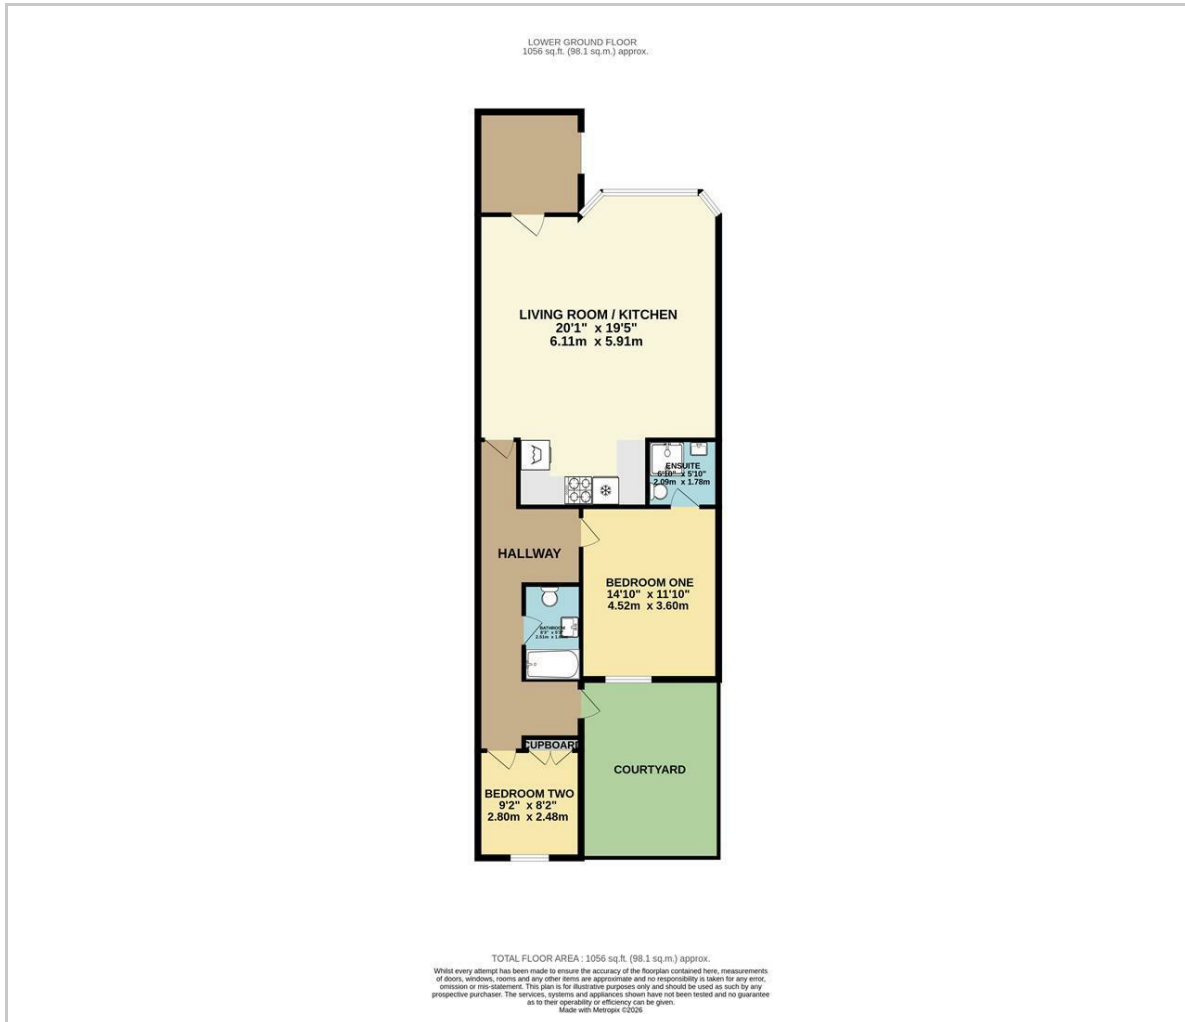 LOWER GROUND FLOOR
1056 sq.ft. (98.1 sq.m.) approx.
LIVING ROOM / KITCHEN
20'1" x 19'5"
6.11m x 5.91m
ENSUITE
6'10" x 5'10"
2.09m x 1.78m
HALLWAY
BEDROOM ONE
14'10" x 11'10"
4.52m x 3.60m
BATHROOM
CUPBOARD
COURTYARD
BEDROOM TWO
9'2" x 8'2"
2.80m x 2.48m
TOTAL FLOOR AREA : 1056 sq.ft. (98.1 sq.m.) approx.
Whilst every attempt has been made to ensure the accuracy of the floorplan contained here, measurements
of doors, windows, rooms and any other items are approximate and no responsibility is taken for any error,
omission or mis-statement. This plan is for illustrative purposes only and should be used as such by any
prospective purchaser. The services, systems and appliances shown have not been tested and no guarantee
as to their operability or efficiency can be given.
Made with Metropix ©2026